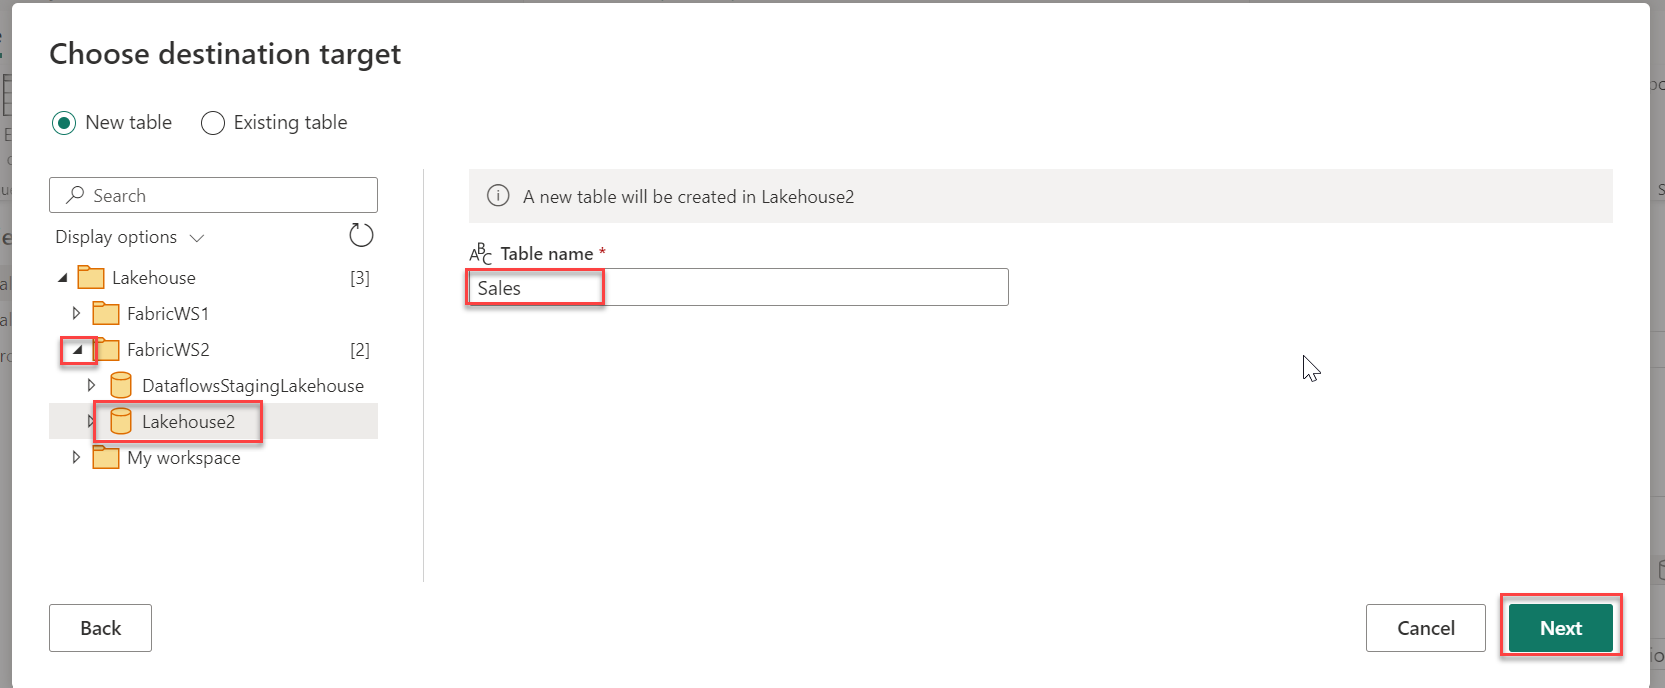 Choose destination target
New table Existing table
Search
Display options
Lakehouse [3]
FabricWS1
FabricWS2 [2]
DataflowsStagingLakehouse
Lakehouse2
My workspace
A new table will be created in Lakehouse2
ABC Table name *
Sales
Back Cancel Next